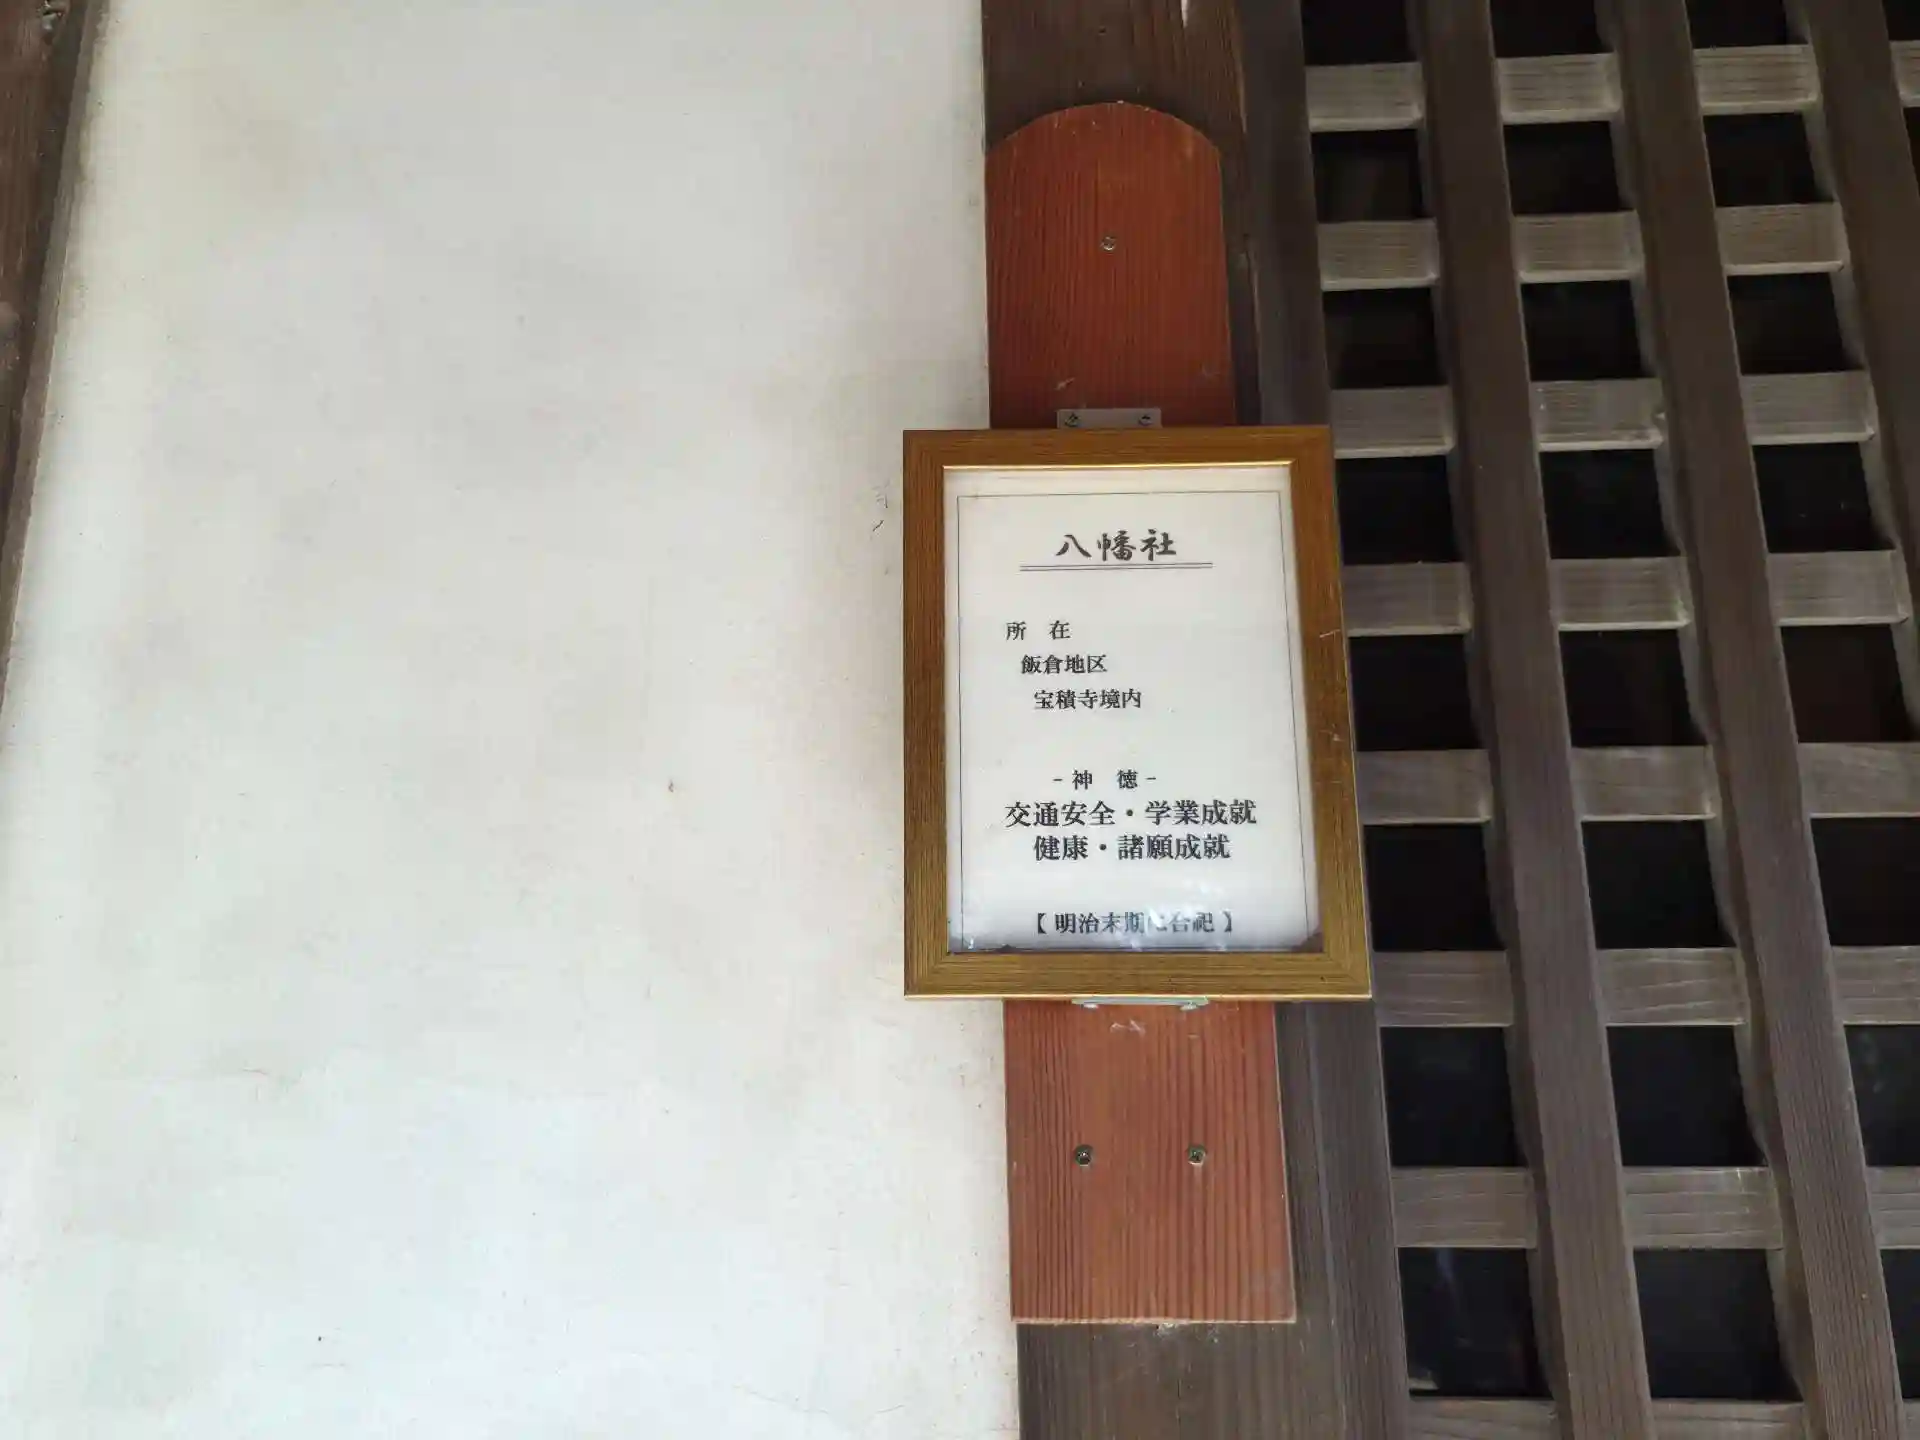 八幡社
所 在
飯倉地区
宝積寺境内
- 神 徳 -
交通安全・学業成就
健康・諸願成就
【 明治末期に合祀 】